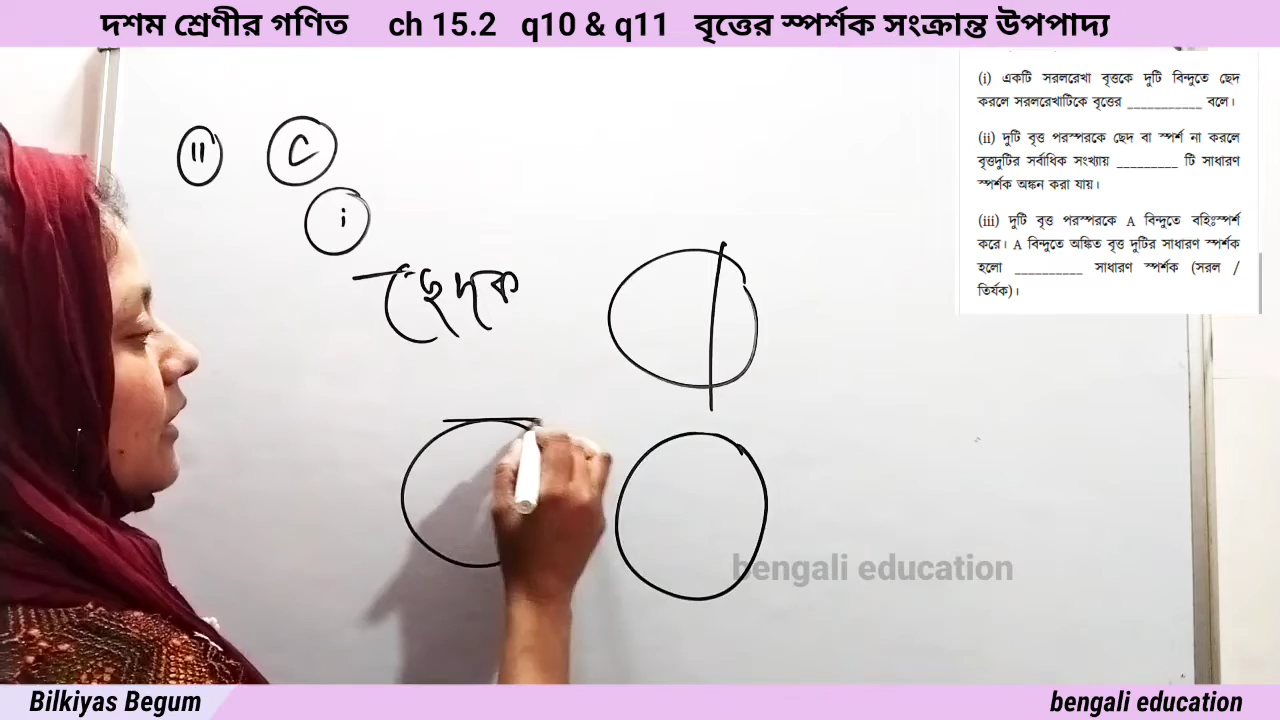 দশম শ্রেণীর গণিত ch 15.2 q10 & q11 বৃত্তের স্পর্শক সংক্রান্ত উপপাদ্য
(i) একটি সরলরেখা বৃত্তকে দুটি বিন্দুতে ছেদ
করলে সরলরেখাটিকে বৃত্তের ___________ বলে।
(ii) দুটি বৃত্ত পরস্পরকে ছেদ বা স্পর্শ না করলে
বৃত্তদুটির সর্বাধিক সংখ্যায় _________ টি সাধারণ
স্পর্শক অঙ্কন করা যায়।
(iii) দুটি বৃত্ত পরস্পরকে A বিন্দুতে বহিঃস্পর্শ
করে। A বিন্দুতে অঙ্কিত বৃত্ত দুটির সাধারণ স্পর্শক
হলো __________ সাধারণ স্পর্শক (সরল /
তির্যক)।
11 C
i
ছেদক
bengali education
Bilkiyas Begum
bengali education